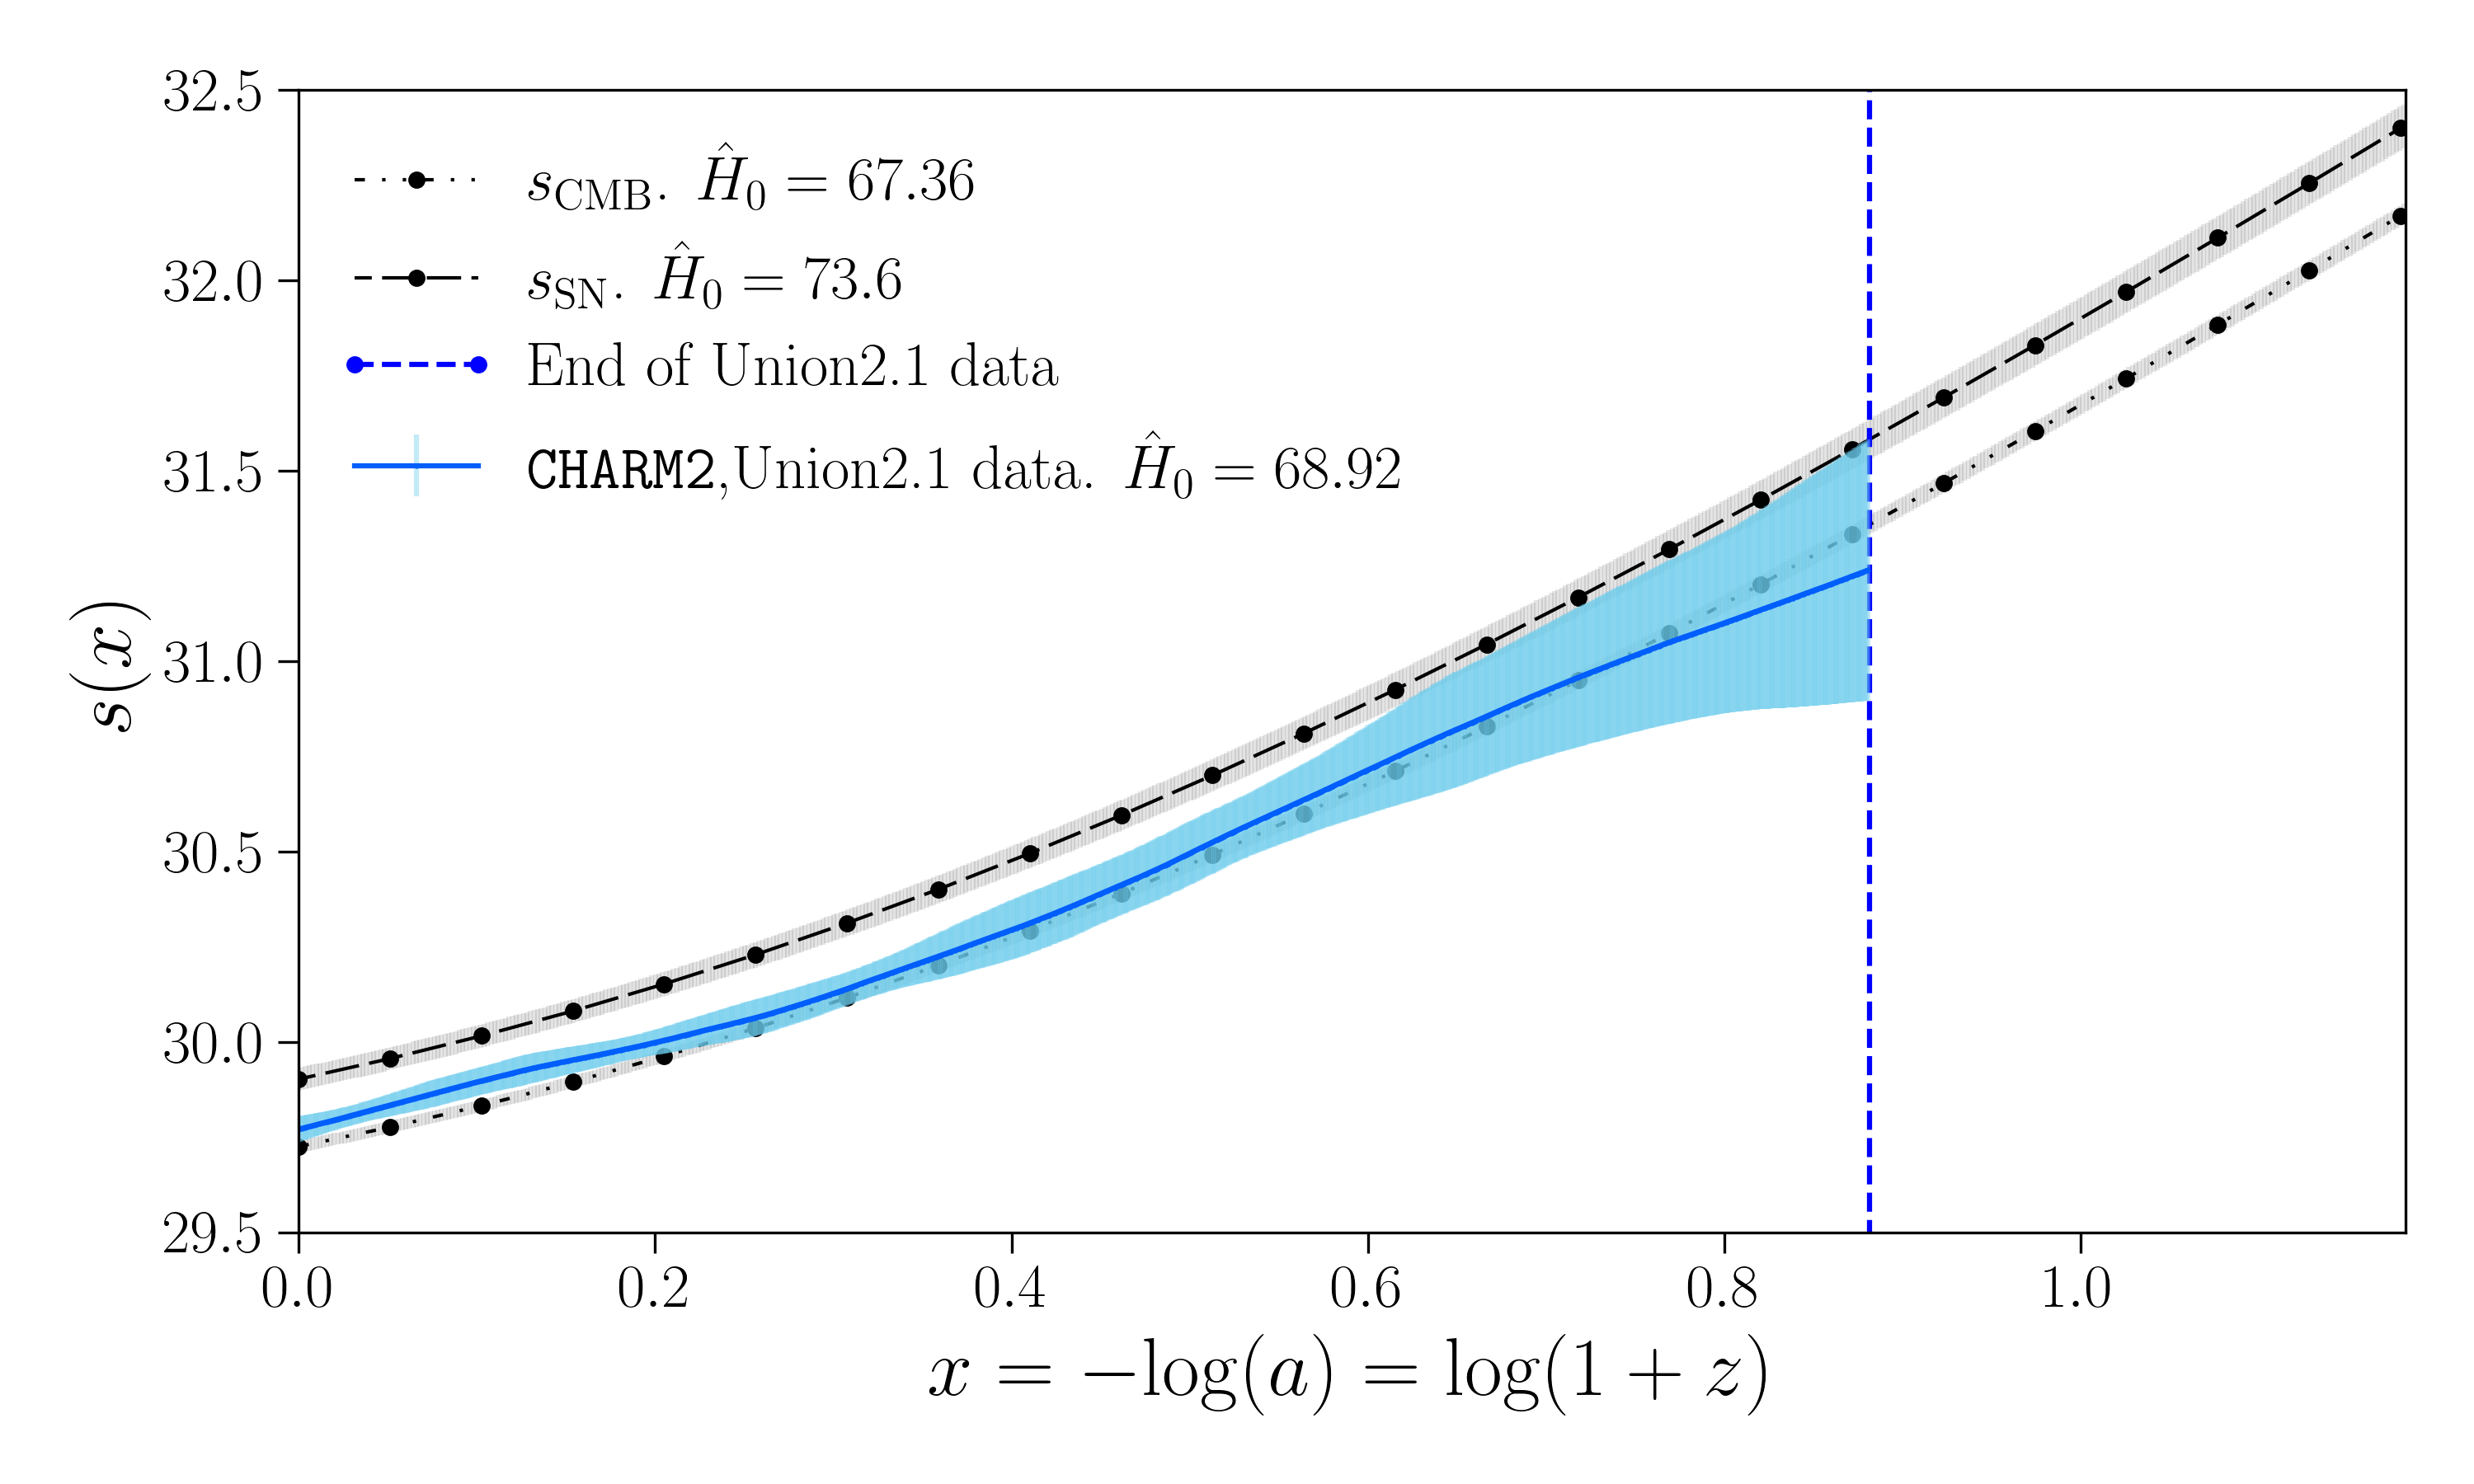 32.5
32.0
31.5
31.0
30.5
30.0
29.5
s(x)
s_CMB. Ĥ_0 = 67.36
s_SN. Ĥ_0 = 73.6
End of Union2.1 data
CHARM2,Union2.1 data. Ĥ_0 = 68.92
0.0 0.2 0.4 0.6 0.8 1.0
x = −log(a) = log(1 + z)